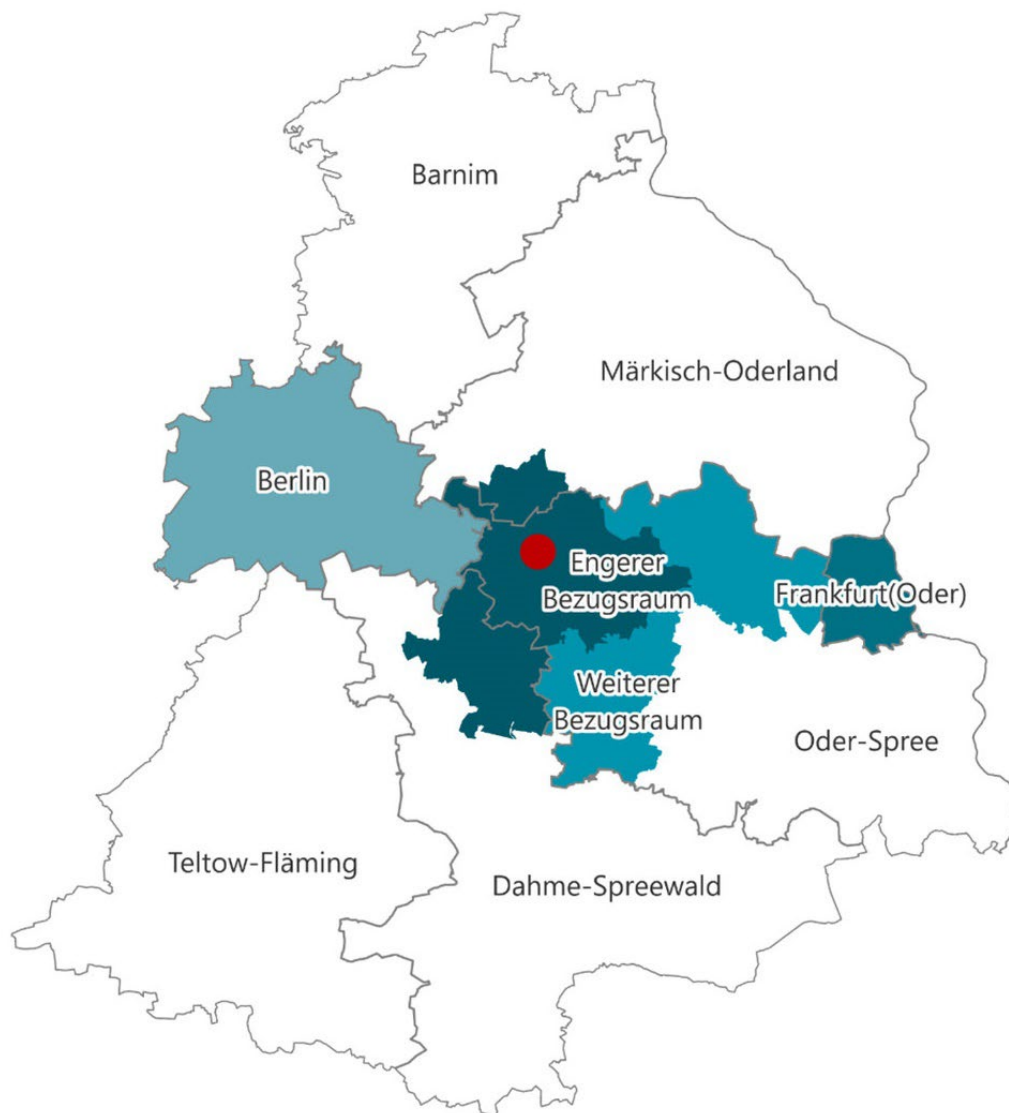 Barnim
Märkisch-Oderland
Berlin
Engerer
Bezugsraum
Frankfurt(Oder)
Weiterer
Bezugsraum
Oder-Spree
Teltow-Fläming
Dahme-Spreewald